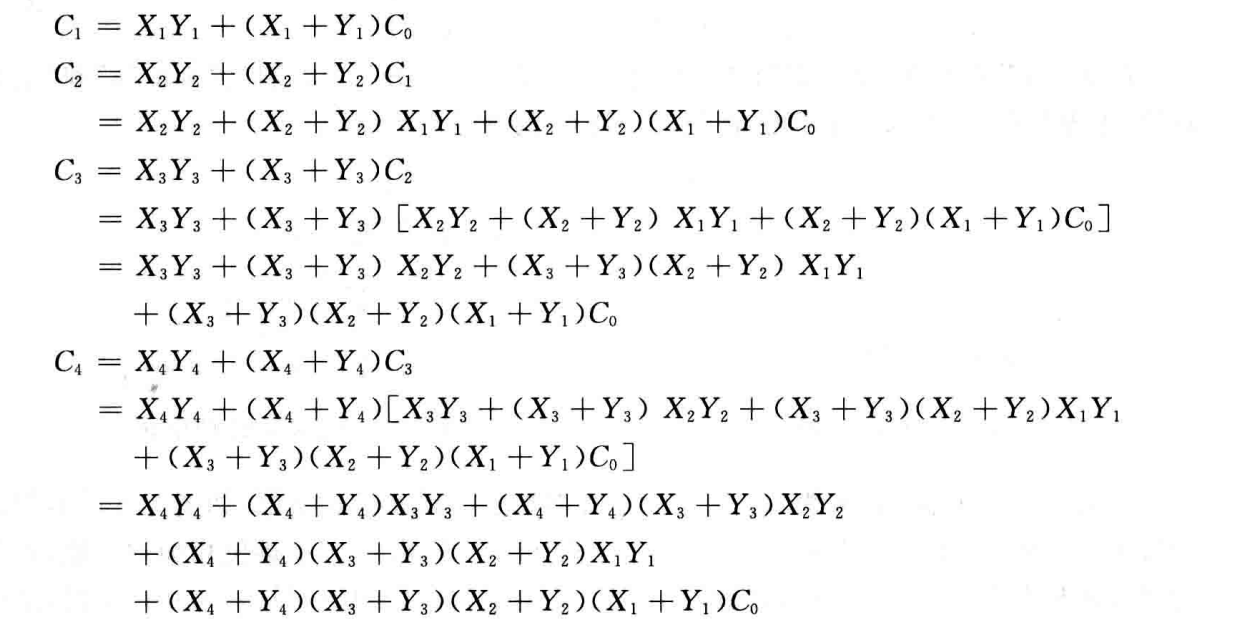 C₁ = X₁Y₁ + (X₁ + Y₁)C₀
C₂ = X₂Y₂ + (X₂ + Y₂)C₁
= X₂Y₂ + (X₂ + Y₂) X₁Y₁ + (X₂ + Y₂)(X₁ + Y₁)C₀
C₃ = X₃Y₃ + (X₃ + Y₃)C₂
= X₃Y₃ + (X₃ + Y₃) [X₂Y₂ + (X₂ + Y₂) X₁Y₁ + (X₂ + Y₂)(X₁ + Y₁)C₀]
= X₃Y₃ + (X₃ + Y₃) X₂Y₂ + (X₃ + Y₃)(X₂ + Y₂) X₁Y₁
+ (X₃ + Y₃)(X₂ + Y₂)(X₁ + Y₁)C₀
C₄ = X₄Y₄ + (X₄ + Y₄)C₃
= X₄Y₄ + (X₄ + Y₄)[X₃Y₃ + (X₃ + Y₃) X₂Y₂ + (X₃ + Y₃)(X₂ + Y₂)X₁Y₁
+ (X₃ + Y₃)(X₂ + Y₂)(X₁ + Y₁)C₀]
= X₄Y₄ + (X₄ + Y₄)X₃Y₃ + (X₄ + Y₄)(X₃ + Y₃)X₂Y₂
+ (X₄ + Y₄)(X₃ + Y₃)(X₂ + Y₂)X₁Y₁
+ (X₄ + Y₄)(X₃ + Y₃)(X₂ + Y₂)(X₁ + Y₁)C₀